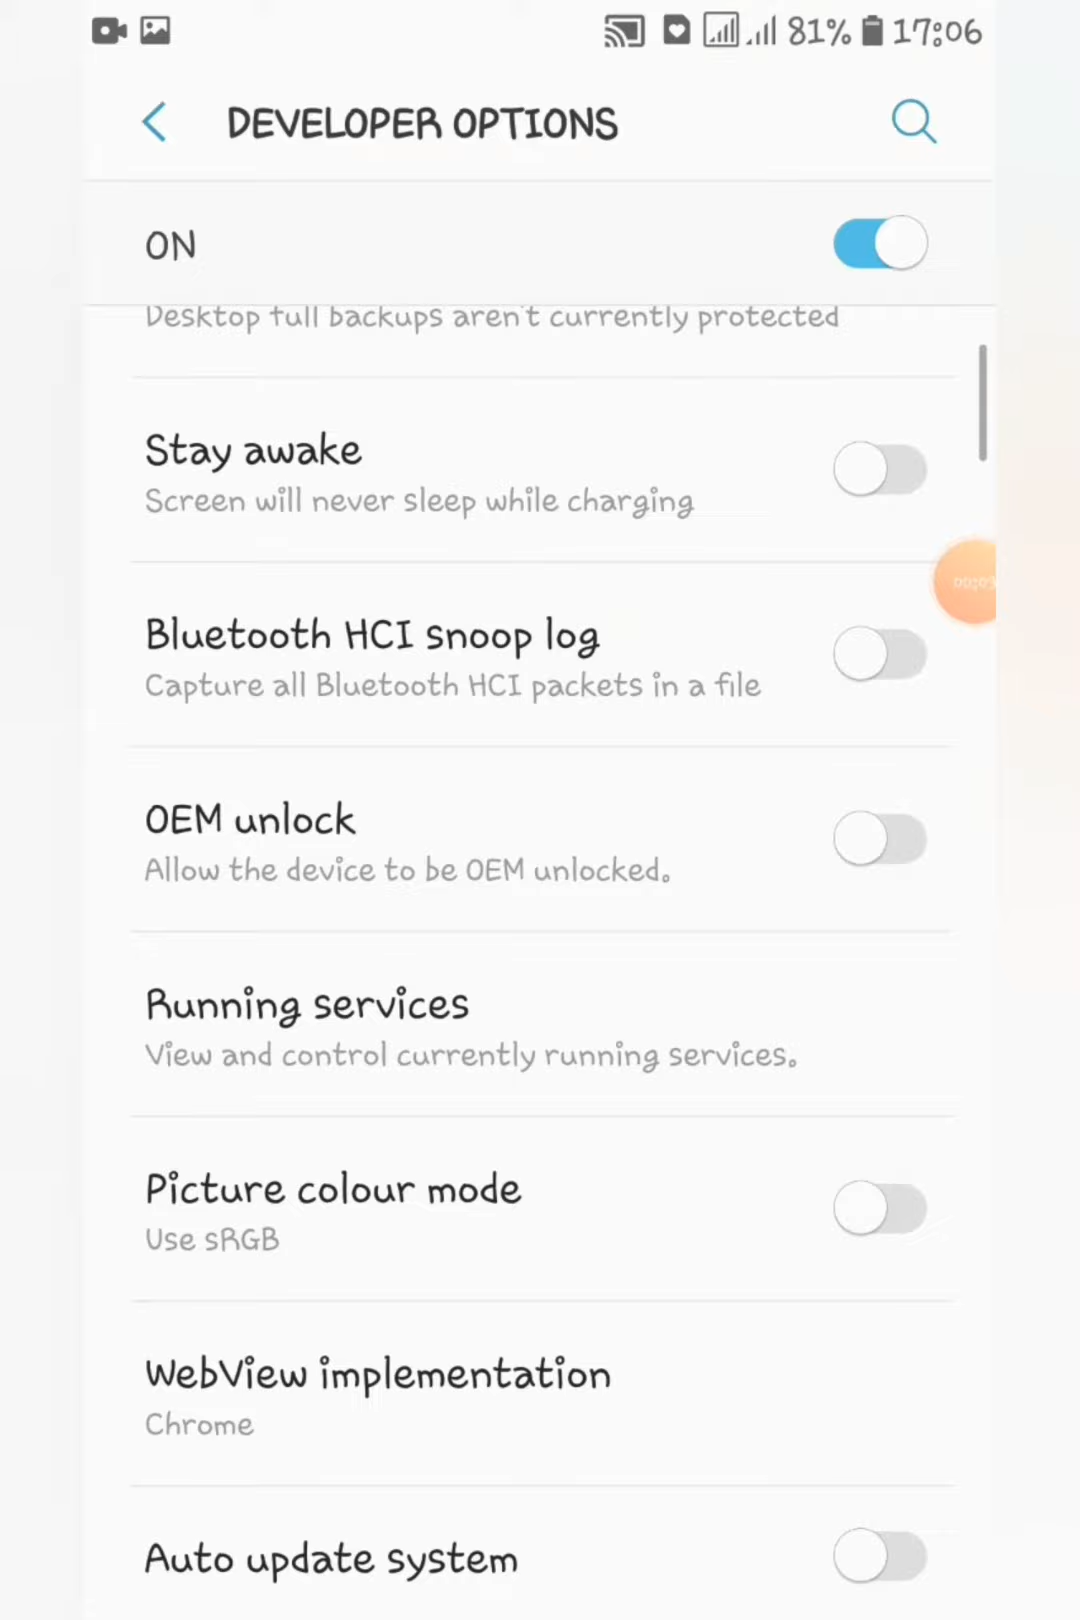 81% 17:06
DEVELOPER OPTIONS
ON
Desktop full backups aren't currently protected
Stay awake
Screen will never sleep while charging
Bluetooth HCI snoop log
Capture all Bluetooth HCI packets in a file
OEM unlock
Allow the device to be OEM unlocked.
Running services
View and control currently running services.
Picture colour mode
Use sRGB
WebView implementation
Chrome
Auto update system